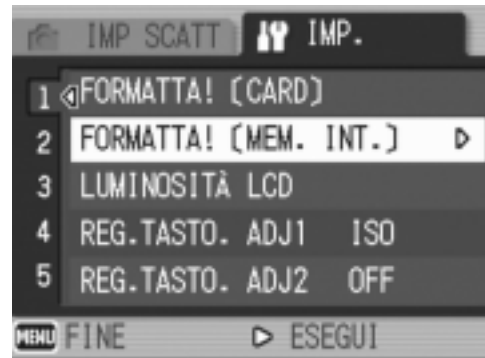 IMP SCATT IMP.
1 FORMATTA! [CARD]
2 FORMATTA! [MEM. INT.]
3 LUMINOSITÀ LCD
4 REG.TASTO. ADJ1 ISO
5 REG.TASTO. ADJ2 OFF
MENU FINE ESEGUI